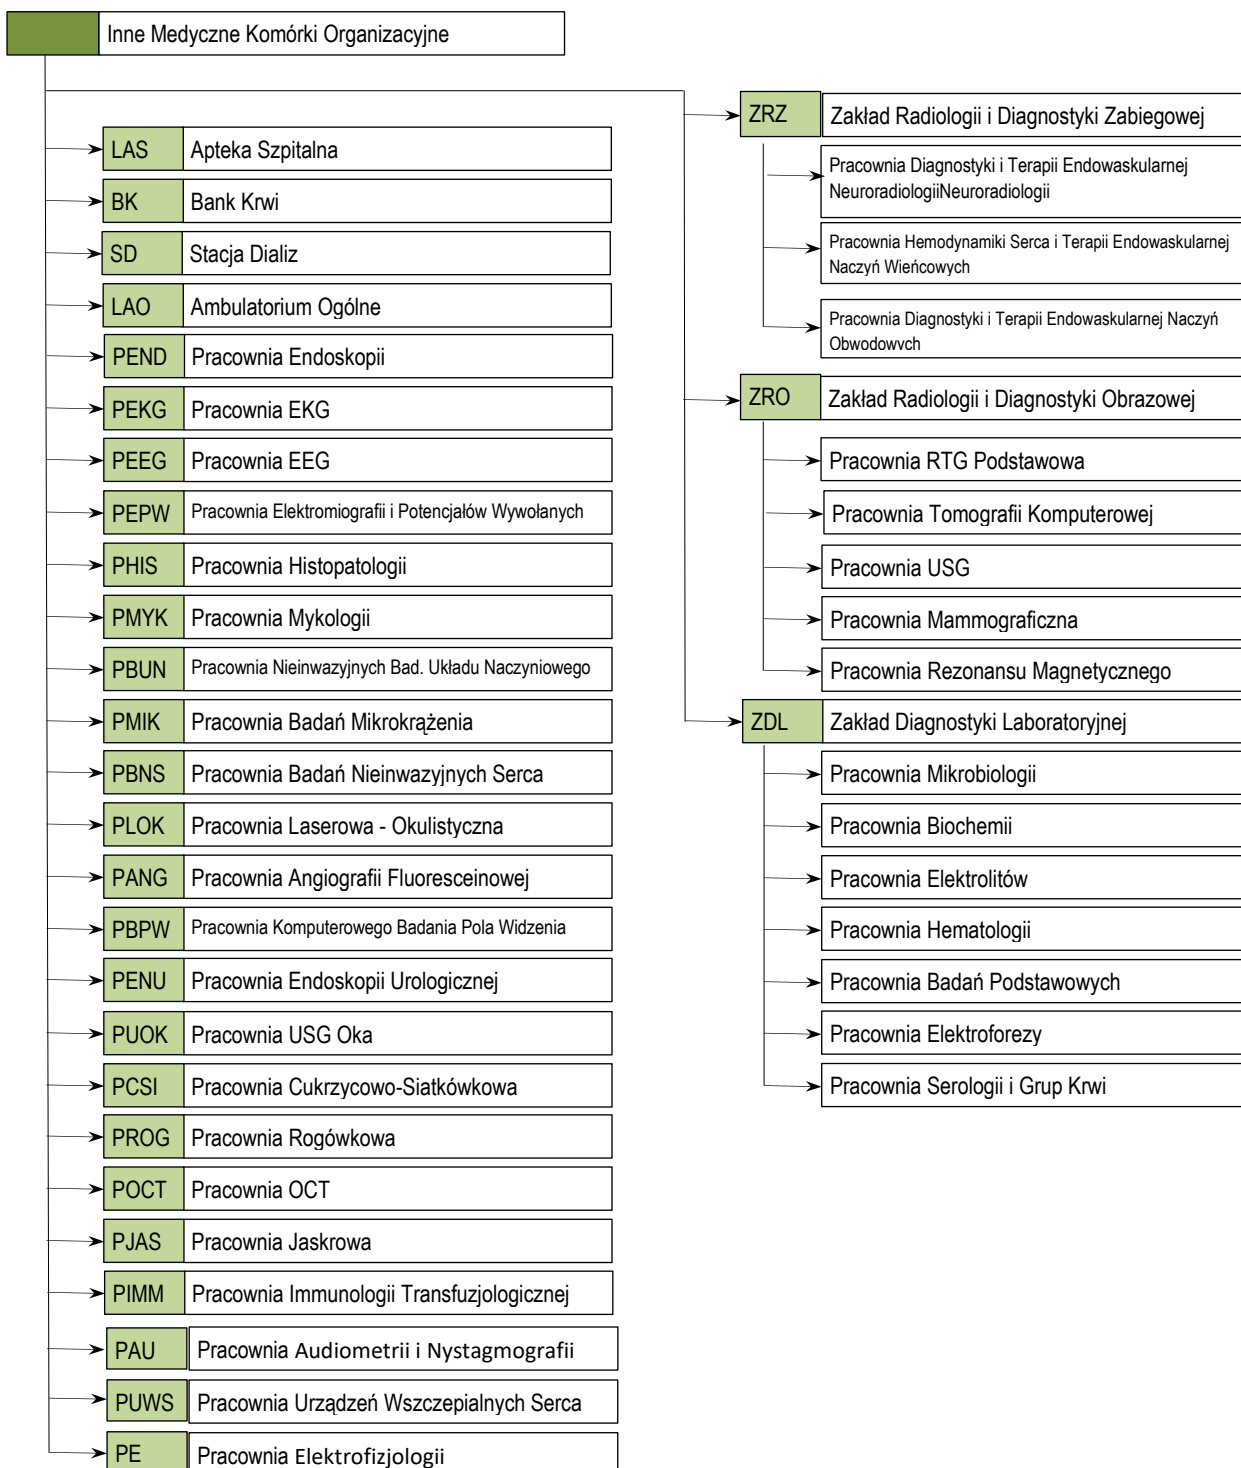 Inne Medyczne Komórki Organizacyjne
LAS Apteka Szpitalna
BK Bank Krwi
SD Stacja Dializ
LAO Ambulatorium Ogólne
PEND Pracownia Endoskopii
PEKG Pracownia EKG
PEEG Pracownia EEG
PEPW Pracownia Elektromiografii i Potencjałów Wywołanych
PHIS Pracownia Histopatologii
PMYK Pracownia Mykologii
PBUN Pracownia Nieinwazyjnych Bad. Układu Naczyniowego
PMIK Pracownia Badań Mikrokrążenia
PBNS Pracownia Badań Nieinwazyjnych Serca
PLOK Pracownia Laserowa - Okulistyczna
PANG Pracownia Angiografii Fluoresceinowej
PBPW Pracownia Komputerowego Badania Pola Widzenia
PENU Pracownia Endoskopii Urologicznej
PUOK Pracownia USG Oka
PCSI Pracownia Cukrzycowo-Siatkówkowa
PROG Pracownia Rogówkowa
POCT Pracownia OCT
PJAS Pracownia Jaskrowa
PIMM Pracownia Immunologii Transfuzjologicznej
PAU Pracownia Audiometrii i Nystagmografii
PUWS Pracownia Urządzeń Wszczepialnych Serca
PE Pracownia Elektrofizjologii
ZRZ Zakład Radiologii i Diagnostyki Zabiegowej
Pracownia Diagnostyki i Terapii Endowaskularnej
NeuroradiologiiNeuroradiologii
Pracownia Hemodynamiki Serca i Terapii Endowaskularnej
Naczyń Wieńcowych
Pracownia Diagnostyki i Terapii Endowaskularnej Naczyń
Obwodowych
ZRO Zakład Radiologii i Diagnostyki Obrazowej
Pracownia RTG Podstawowa
Pracownia Tomografii Komputerowej
Pracownia USG
Pracownia Mammograficzna
Pracownia Rezonansu Magnetycznego
ZDL Zakład Diagnostyki Laboratoryjnej
Pracownia Mikrobiologii
Pracownia Biochemii
Pracownia Elektrolitów
Pracownia Hematologii
Pracownia Badań Podstawowych
Pracownia Elektroforezy
Pracownia Serologii i Grup Krwi